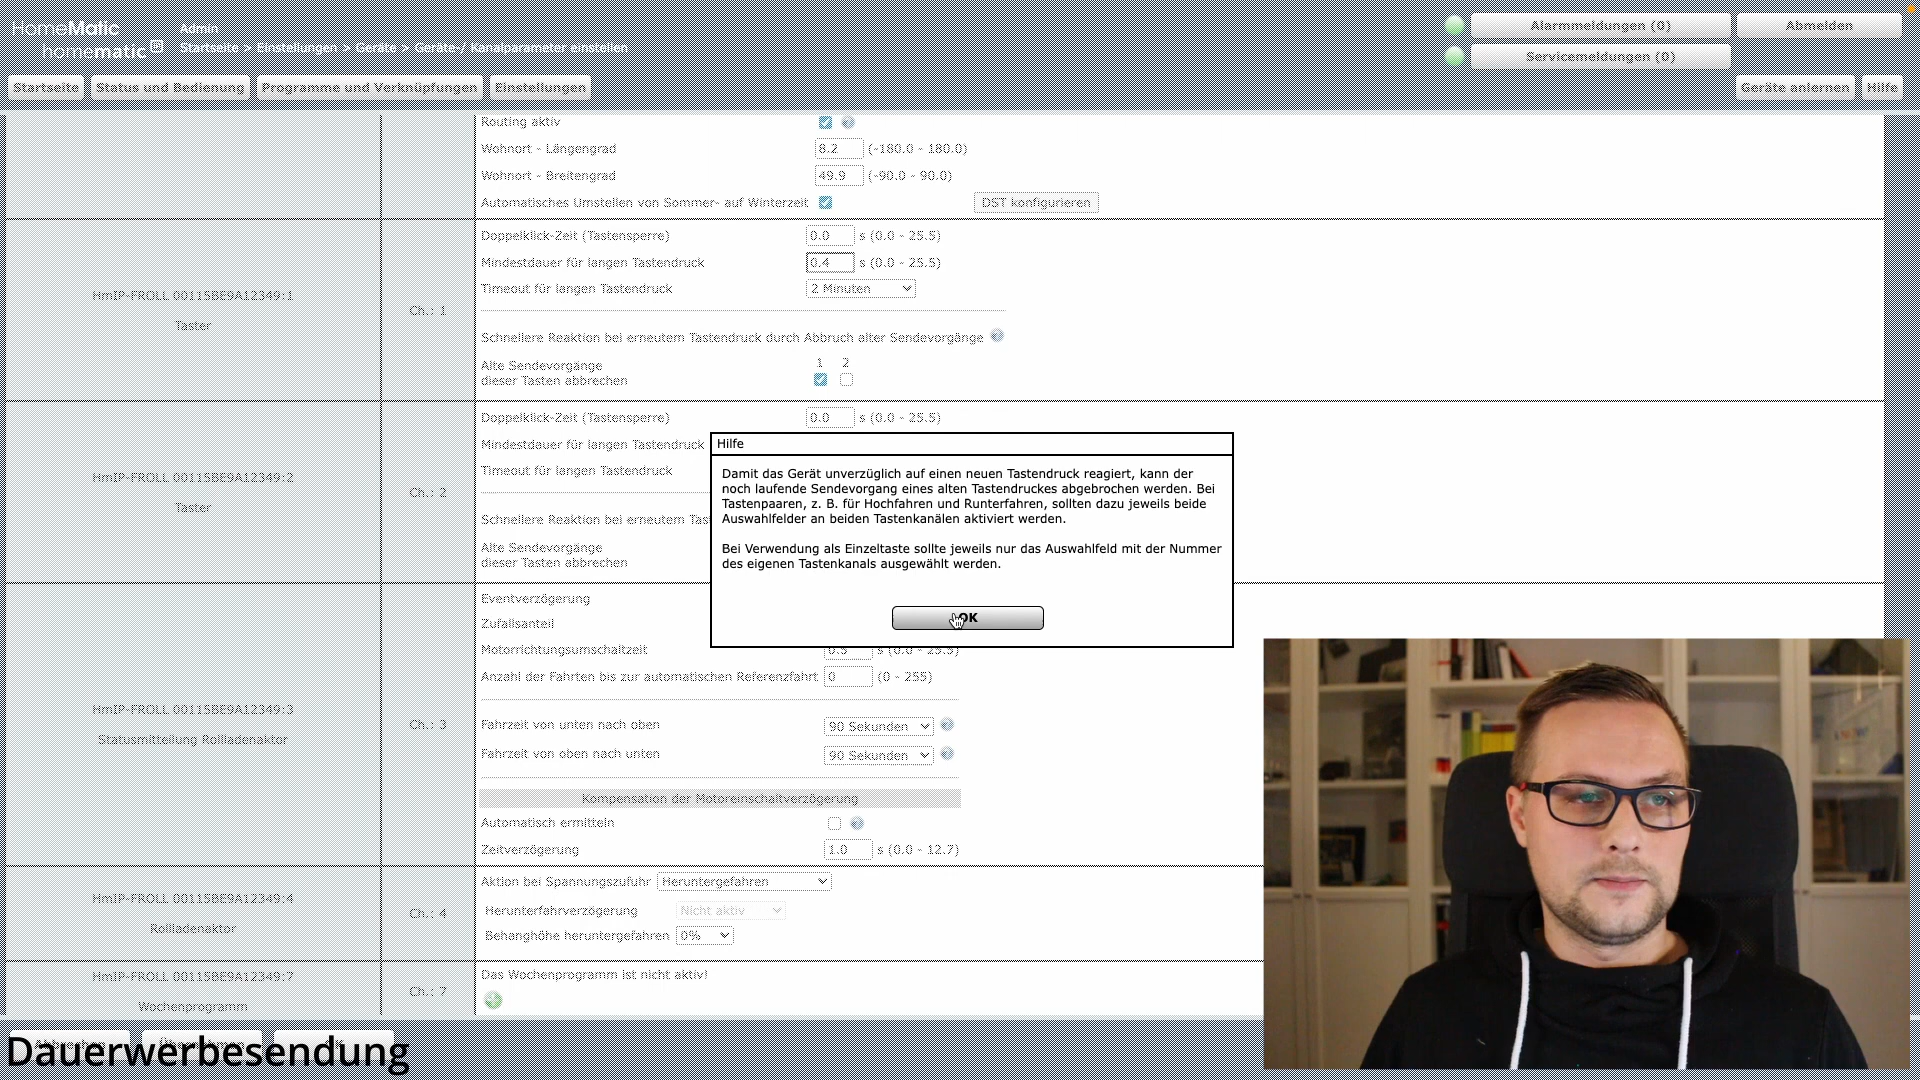 HomeMatic
homematic IP
Admin
Startseite > Einstellungen > Geräte > Geräte-/ Kanalparameter einstellen
Alarmmeldungen (0)
Abmelden
Servicemeldungen (0)
Startseite
Status und Bedienung
Programme und Verknüpfungen
Einstellungen
Geräte anlernen
Hilfe
Routing aktiv
Wohnort - Längengrad 8.2 (-180.0 - 180.0)
Wohnort - Breitengrad 49.9 (-90.0 - 90.0)
Automatisches Umstellen von Sommer- auf Winterzeit DST konfigurieren
HmIP-FROLL 00115BE9A12349:1
Taster
Ch.: 1
Doppelklick-Zeit (Tastensperre) 0.0 s (0.0 - 25.5)
Mindestdauer für langen Tastendruck 0.4 s (0.0 - 25.5)
Timeout für langen Tastendruck 2 Minuten
Schnellere Reaktion bei erneutem Tastendruck durch Abbruch alter Sendevorgänge
1 2
Alte Sendevorgänge
dieser Tasten abbrechen
HmIP-FROLL 00115BE9A12349:2
Taster
Ch.: 2
Doppelklick-Zeit (Tastensperre) 0.0 s (0.0 - 25.5)
Mindestdauer für langen Tastendruck
Timeout für langen Tastendruck
Schnellere Reaktion bei erneutem Tas
Alte Sendevorgänge
dieser Tasten abbrechen
Hilfe
Damit das Gerät unverzüglich auf einen neuen Tastendruck reagiert, kann der
noch laufende Sendevorgang eines alten Tastendruckes abgebrochen werden. Bei
Tastenpaaren, z. B. für Hochfahren und Runterfahren, sollten dazu jeweils beide
Auswahlfelder an beiden Tastenkanälen aktiviert werden.
Bei Verwendung als Einzeltaste sollte jeweils nur das Auswahlfeld mit der Nummer
des eigenen Tastenkanals ausgewählt werden.
OK
HmIP-FROLL 00115BE9A12349:3
Statusmitteilung Rollladenaktor
Ch.: 3
Eventverzögerung
Zufallsanteil
Motorrichtungsumschaltzeit 0.5 s (0.0 - 25.5)
Anzahl der Fahrten bis zur automatischen Referenzfahrt 0 (0 - 255)
Fahrzeit von unten nach oben 90 Sekunden
Fahrzeit von oben nach unten 90 Sekunden
Kompensation der Motoreinschaltverzögerung
Automatisch ermitteln
Zeitverzögerung 1.0 s (0.0 - 12.7)
HmIP-FROLL 00115BE9A12349:4
Rollladenaktor
Ch.: 4
Aktion bei Spannungszufuhr Heruntergefahren
Herunterfahrverzögerung Nicht aktiv
Behanghöhe heruntergefahren 0%
HmIP-FROLL 00115BE9A12349:7
Wochenprogramm
Ch.: 7
Das Wochenprogramm ist nicht aktiv!
Dauerwerbesendung